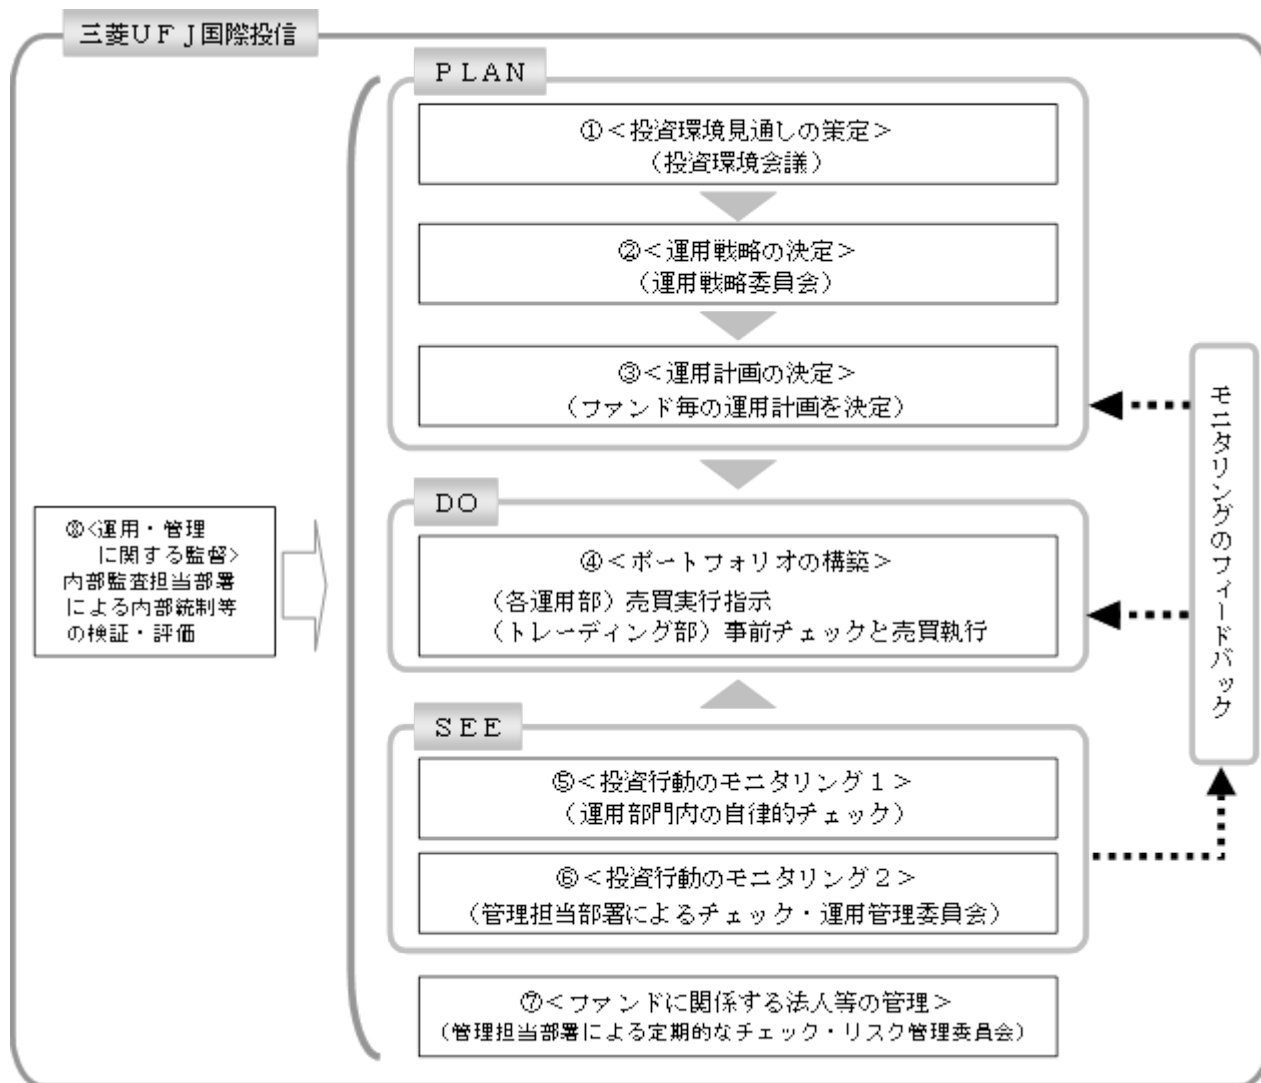 三菱ＵＦＪ国際投信
ＰＬＡＮ
①＜投資環境見通しの策定＞
（投資環境会議）
②＜運用戦略の決定＞
（運用戦略委員会）
③＜運用計画の決定＞
（ファンド毎の運用計画を決定）
ＤＯ
④＜ポートフォリオの構築＞
（各運用部）売買実行指示
（トレーディング部）事前チェックと売買執行
ＳＥＥ
⑤＜投資行動のモニタリング１＞
（運用部門内の自律的チェック）
⑥＜投資行動のモニタリング２＞
（管理担当部署によるチェック・運用管理委員会）
⑦＜ファンドに関係する法人等の管理＞
（管理担当部署による定期的なチェック・リスク管理委員会）
⑧<運用・管理
に関する監督>
内部監査担当部署
による内部統制等
の検証・評価
モニタリングのフィードバック